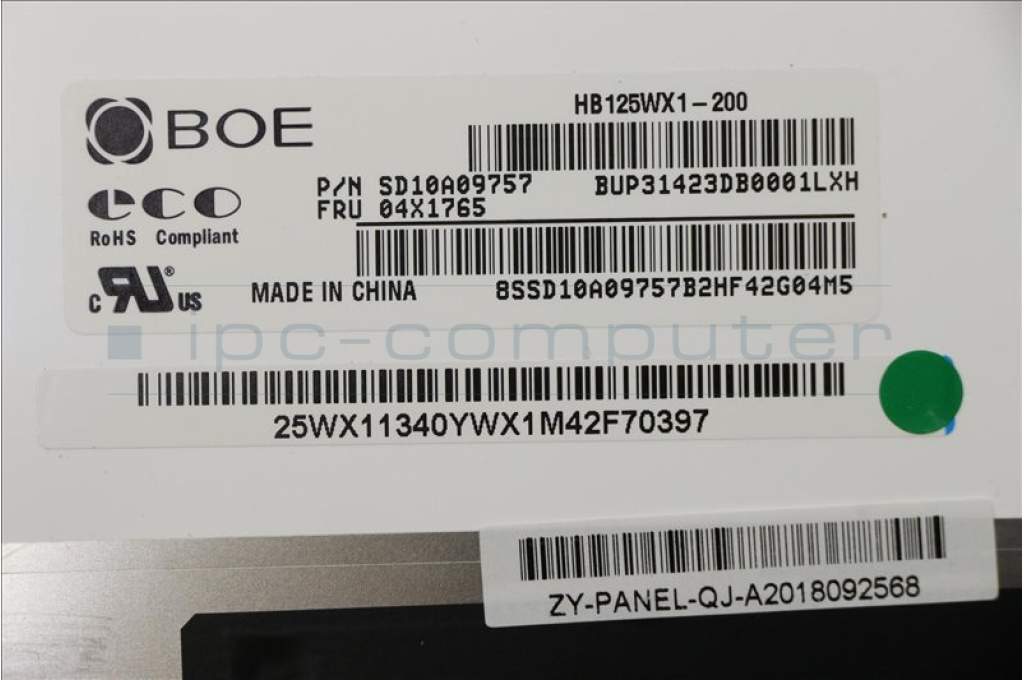 BOE
HB125WX1-200
P/N SD10A09757 BUP31423DB0001LXH
FRU 04X1765
eco
RoHS Compliant
c RU® US MADE IN CHINA 8SSD10A09757B2HF42G04M5
ipc-computer
25WX11340YWX1M42F70397
ZY-PANEL-QJ-A2018092568